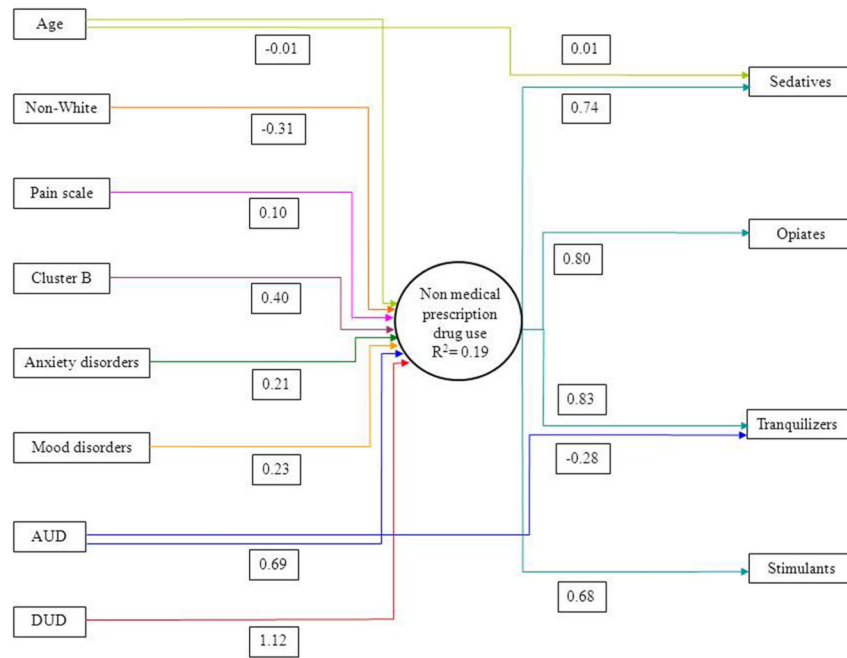 Age
-0.01
0.01
Sedatives
Non-White
-0.31
0.74
Pain scale
0.10
Opiates
0.80
Cluster B
0.40
Non medical
prescription
drug use
R²= 0.19
Anxiety disorders
0.21
0.83
Tranquilizers
Mood disorders
0.23
-0.28
AUD
0.69
Stimulants
0.68
DUD
1.12